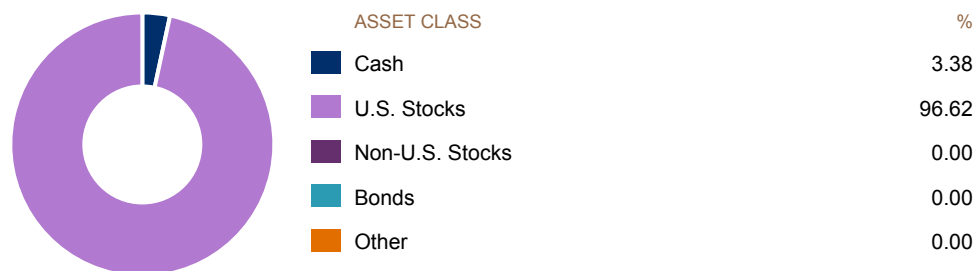 ASSET CLASS %
Cash 3.38
U.S. Stocks 96.62
Non-U.S. Stocks 0.00
Bonds 0.00
Other 0.00